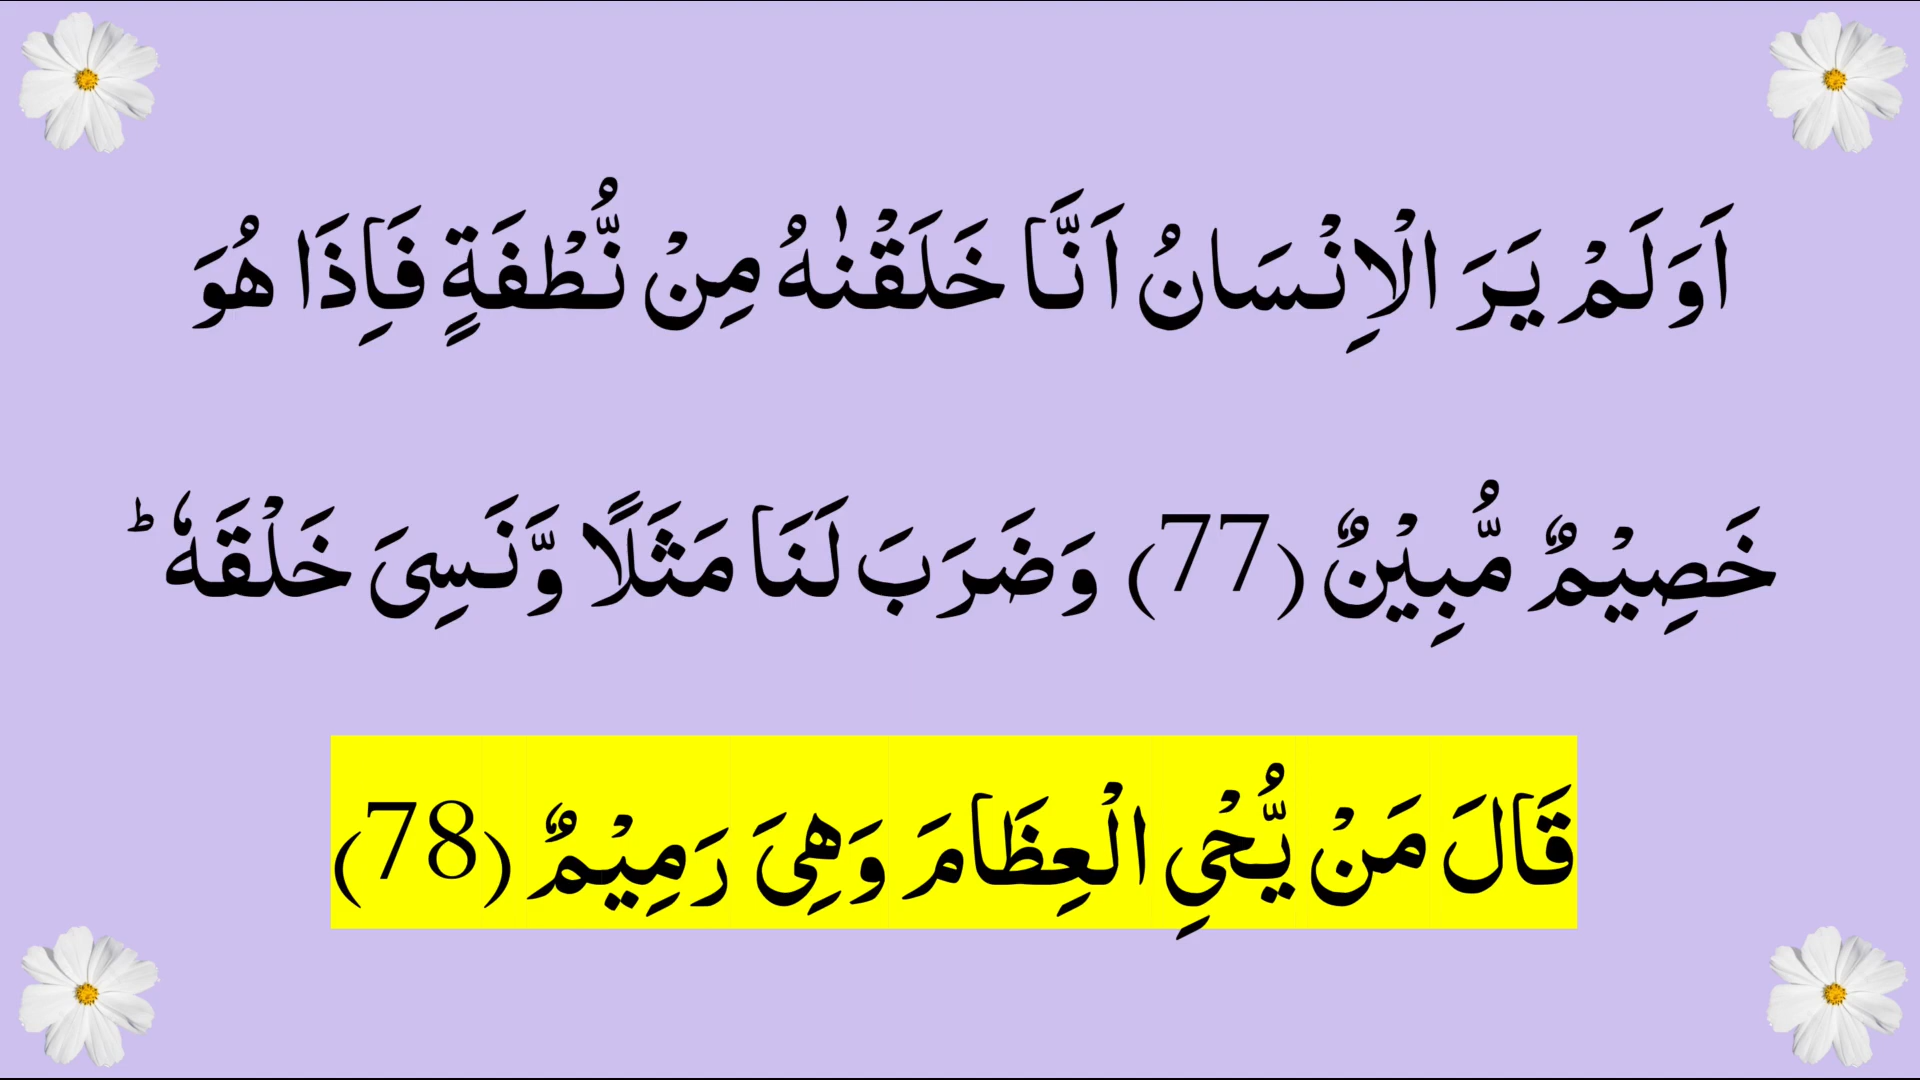 اَوَلَمْ يَرَ الْاِنْسَانُ اَنَّا خَلَقْنٰهُ مِنْ نُّطْفَةٍ فَاِذَا هُوَ
خَصِيْمٌ مُّبِيْنٌ (77) وَضَرَبَ لَنَا مَثَلًا وَّنَسِىَ خَلْقَهٗ ؕ
قَالَ مَنْ يُّحْىِ الْعِظَامَ وَهِىَ رَمِيْمٌ (78)